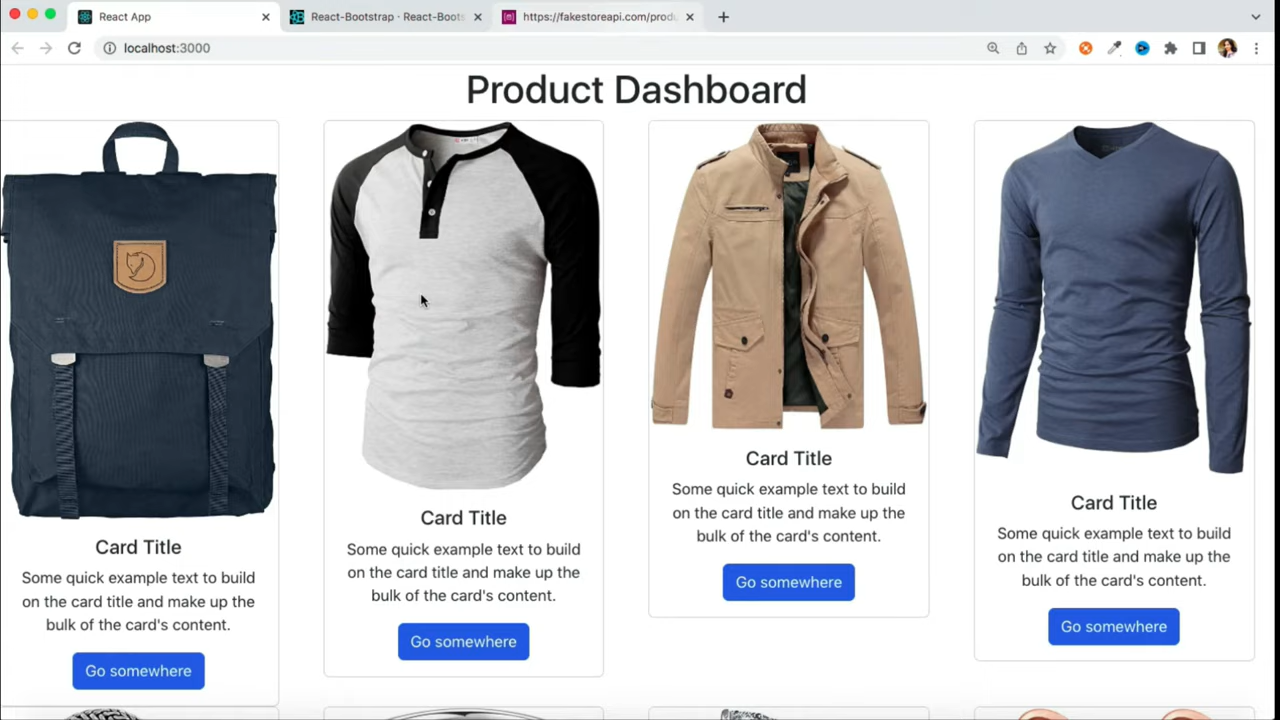 React App
React-Bootstrap · React-Boots
https://fakestoreapi.com/produ
localhost:3000
Product Dashboard
Card Title
Some quick example text to build
on the card title and make up the
bulk of the card's content.
Go somewhere
Card Title
Some quick example text to build
on the card title and make up the
bulk of the card's content.
Go somewhere
Card Title
Some quick example text to build
on the card title and make up the
bulk of the card's content.
Go somewhere
Card Title
Some quick example text to build
on the card title and make up the
bulk of the card's content.
Go somewhere